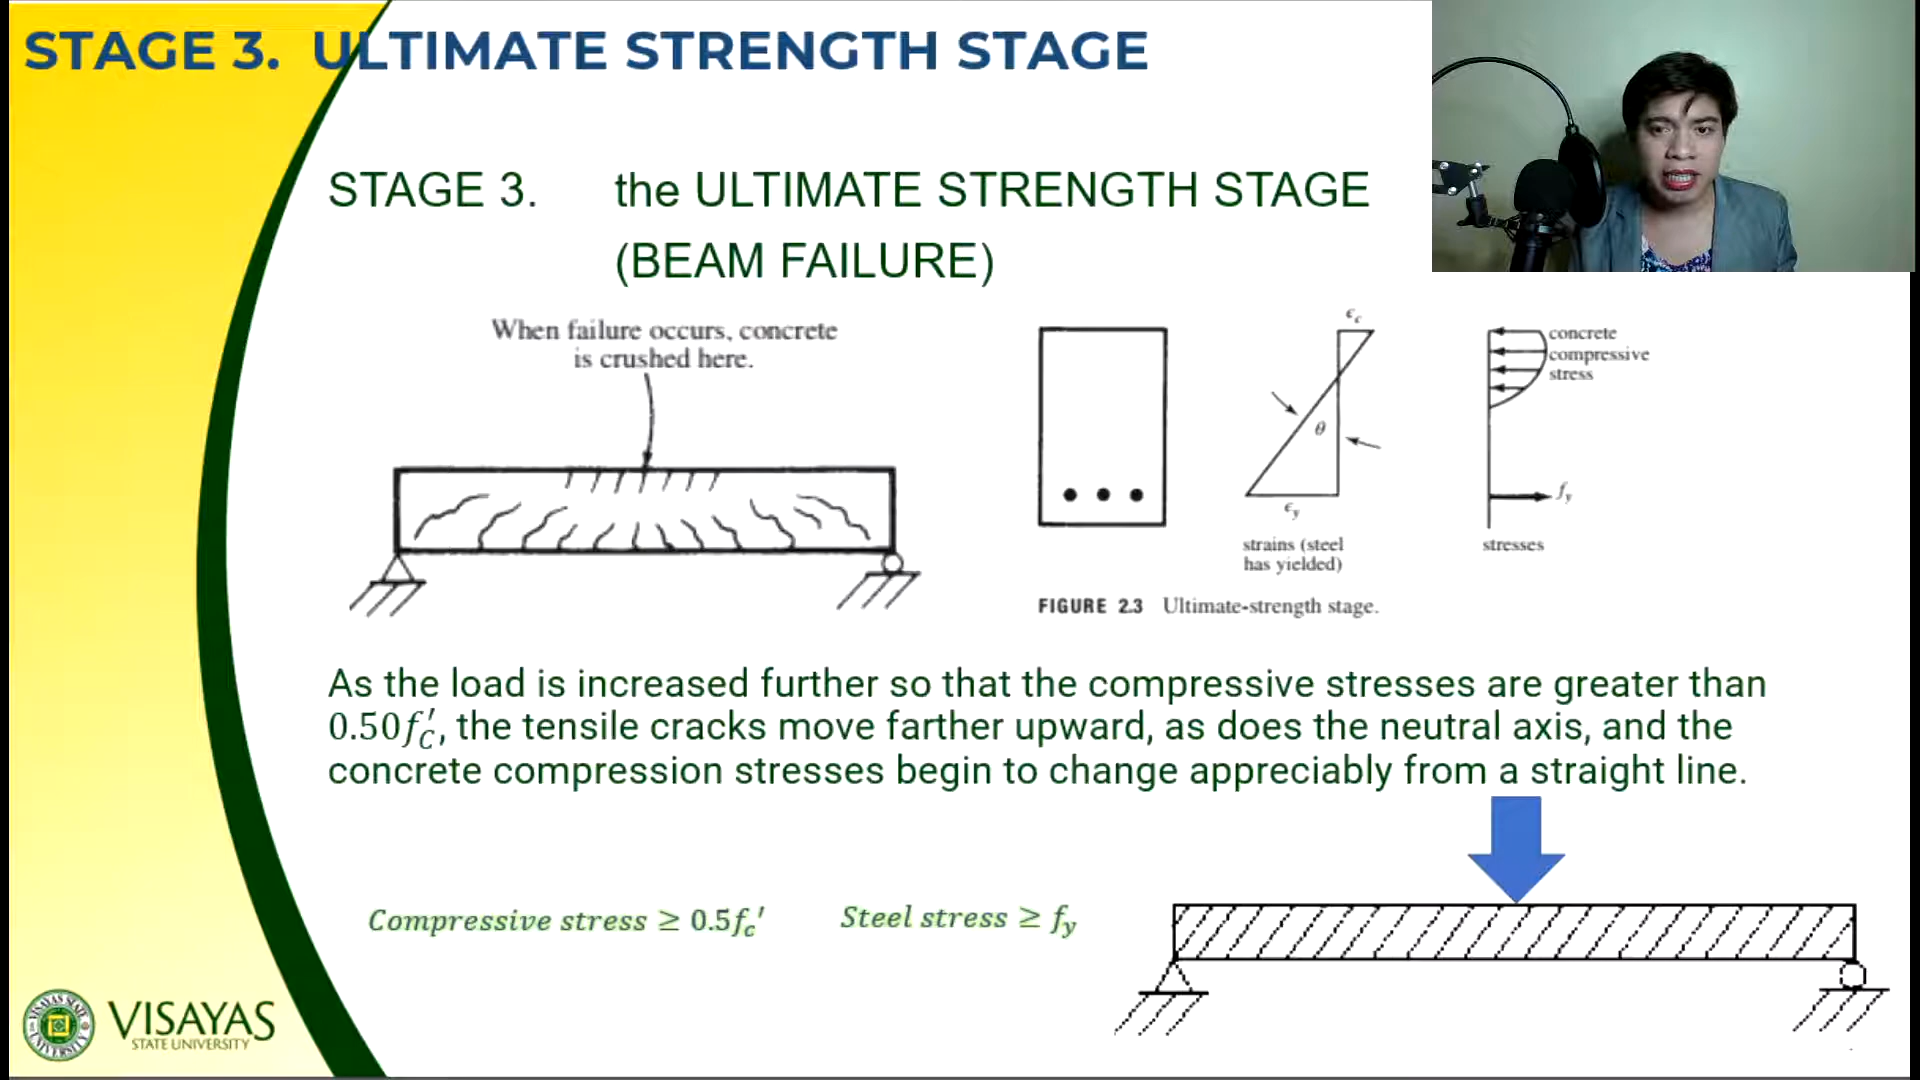 STAGE 3. ULTIMATE STRENGTH STAGE
STAGE 3. the ULTIMATE STRENGTH STAGE
(BEAM FAILURE)
When failure occurs, concrete
is crushed here.
ϵc
θ
ϵy
strains (steel
has yielded)
concrete
compressive
stress
fy
stresses
FIGURE 2.3 Ultimate-strength stage.
As the load is increased further so that the compressive stresses are greater than
0.50f′c, the tensile cracks move farther upward, as does the neutral axis, and the
concrete compression stresses begin to change appreciably from a straight line.
Compressive stress ≥ 0.5fc′
Steel stress ≥ fy
VISAYAS STATE
UNIVERSITY
VISAYAS
STATE UNIVERSITY